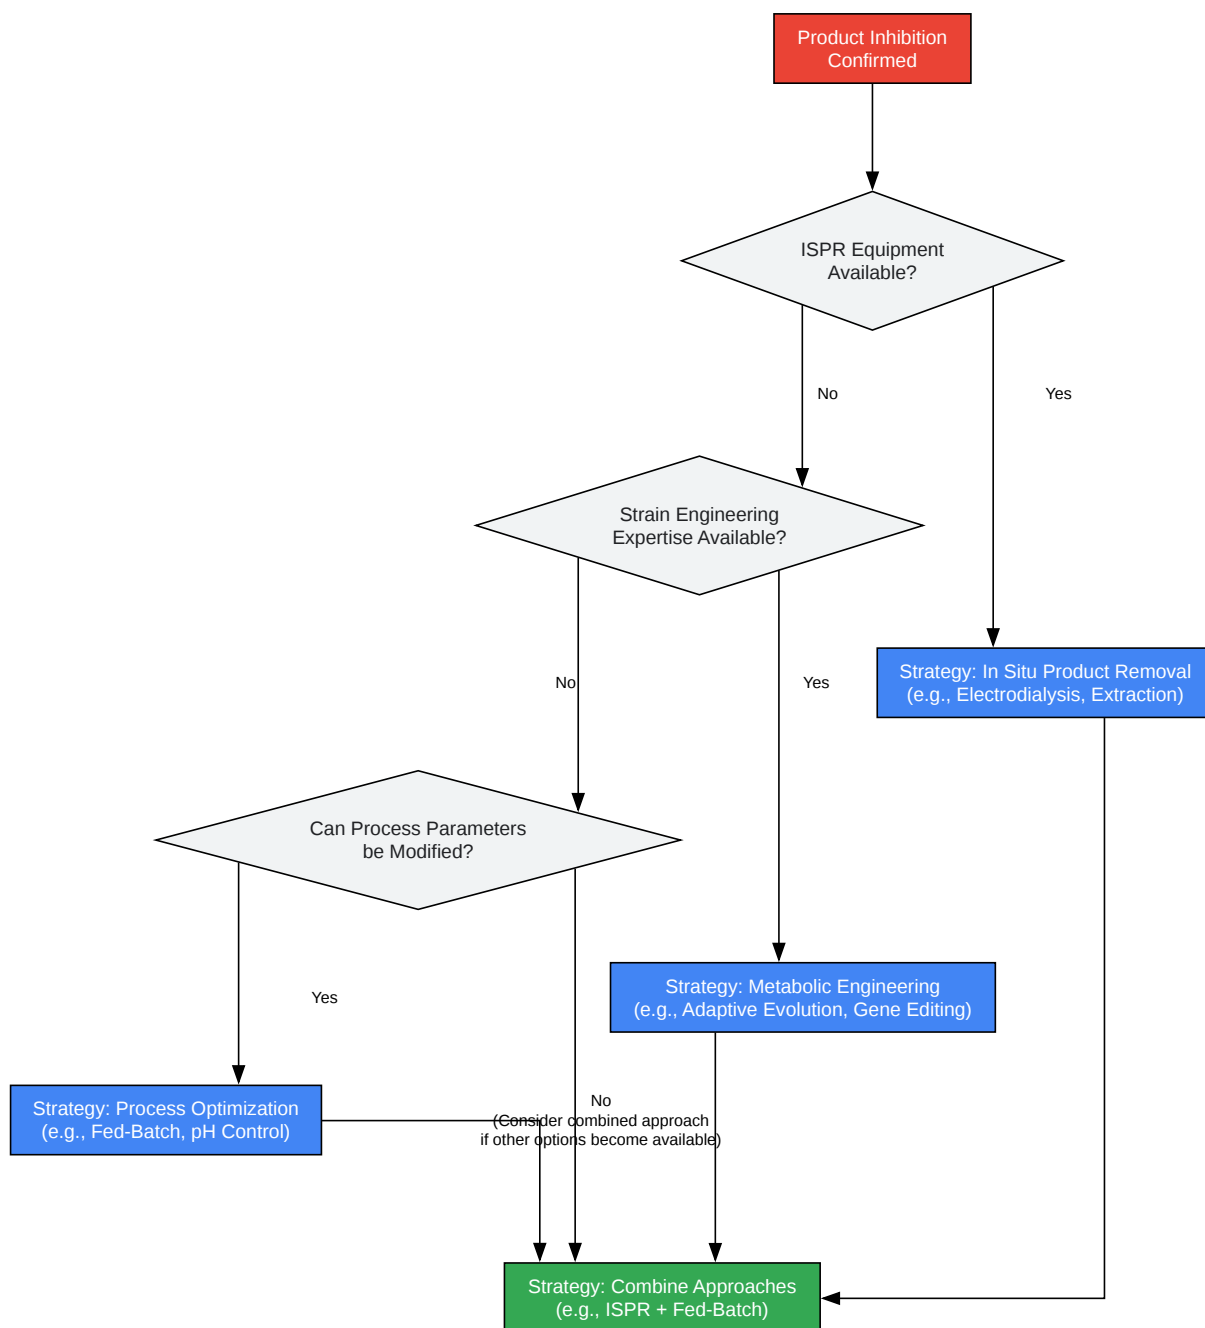 Product Inhibition
Confirmed
ISPR Equipment
Available?
No
Yes
Strain Engineering
Expertise Available?
Strategy: In Situ Product Removal
(e.g., Electrodialysis, Extraction)
No
Yes
Can Process Parameters
be Modified?
Strategy: Metabolic Engineering
(e.g., Adaptive Evolution, Gene Editing)
Yes
Strategy: Process Optimization
(e.g., Fed-Batch, pH Control)
No
(Consider combined approach
if other options become available)
Strategy: Combine Approaches
(e.g., ISPR + Fed-Batch)